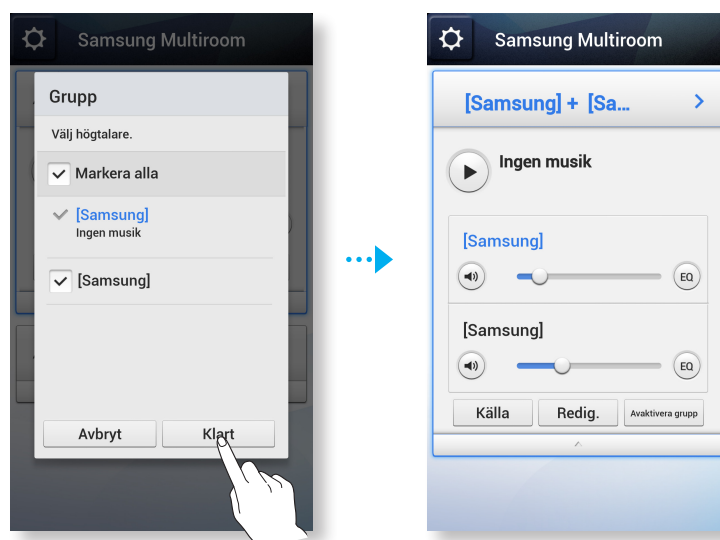 Samsung Multiroom
Grupp
Välj högtalare.
Markera alla
[Samsung]
Ingen musik
[Samsung]
Avbryt
Klart
Samsung Multiroom
[Samsung] + [Sa...
Ingen musik
[Samsung]
EQ
[Samsung]
EQ
Källa
Redig.
Avaktivera grupp